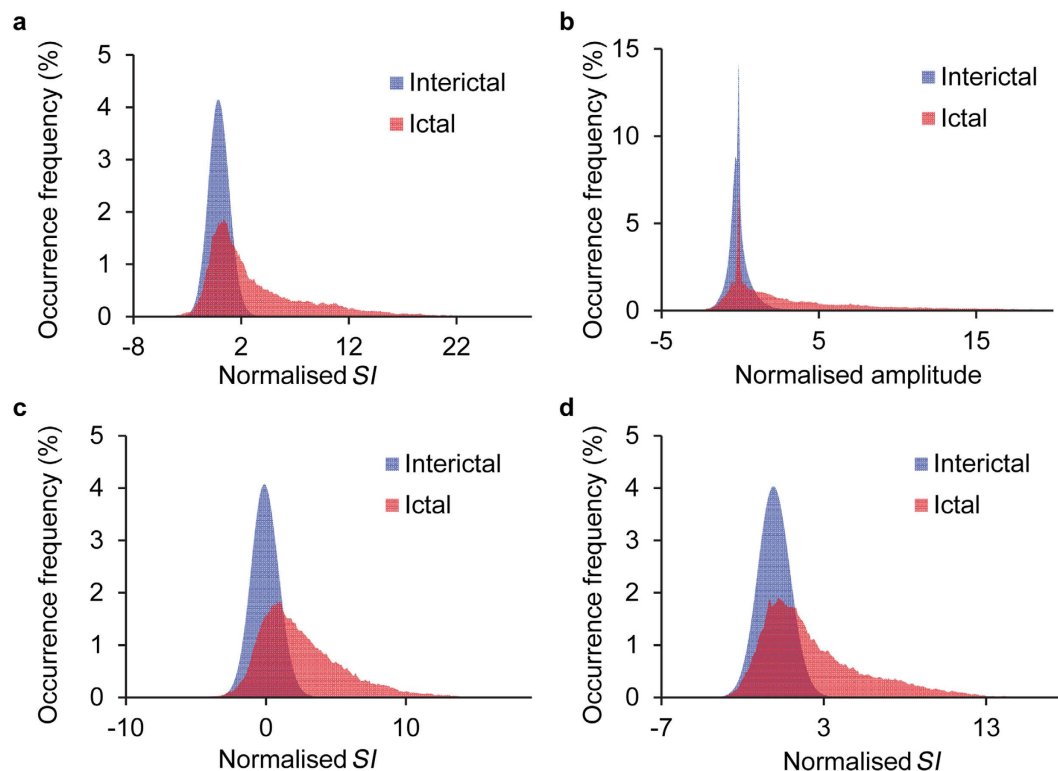 a
Occurrence frequency (%)
5
4
3
2
1
0
-8
2
12
22
Normalised SI
Interictal
Ictal
b
Occurrence frequency (%)
15
10
5
0
-5
5
15
Normalised amplitude
Interictal
Ictal
c
Occurrence frequency (%)
5
4
3
2
1
0
-10
0
10
Normalised SI
Interictal
Ictal
d
Occurrence frequency (%)
5
4
3
2
1
0
-7
3
13
Normalised SI
Interictal
Ictal